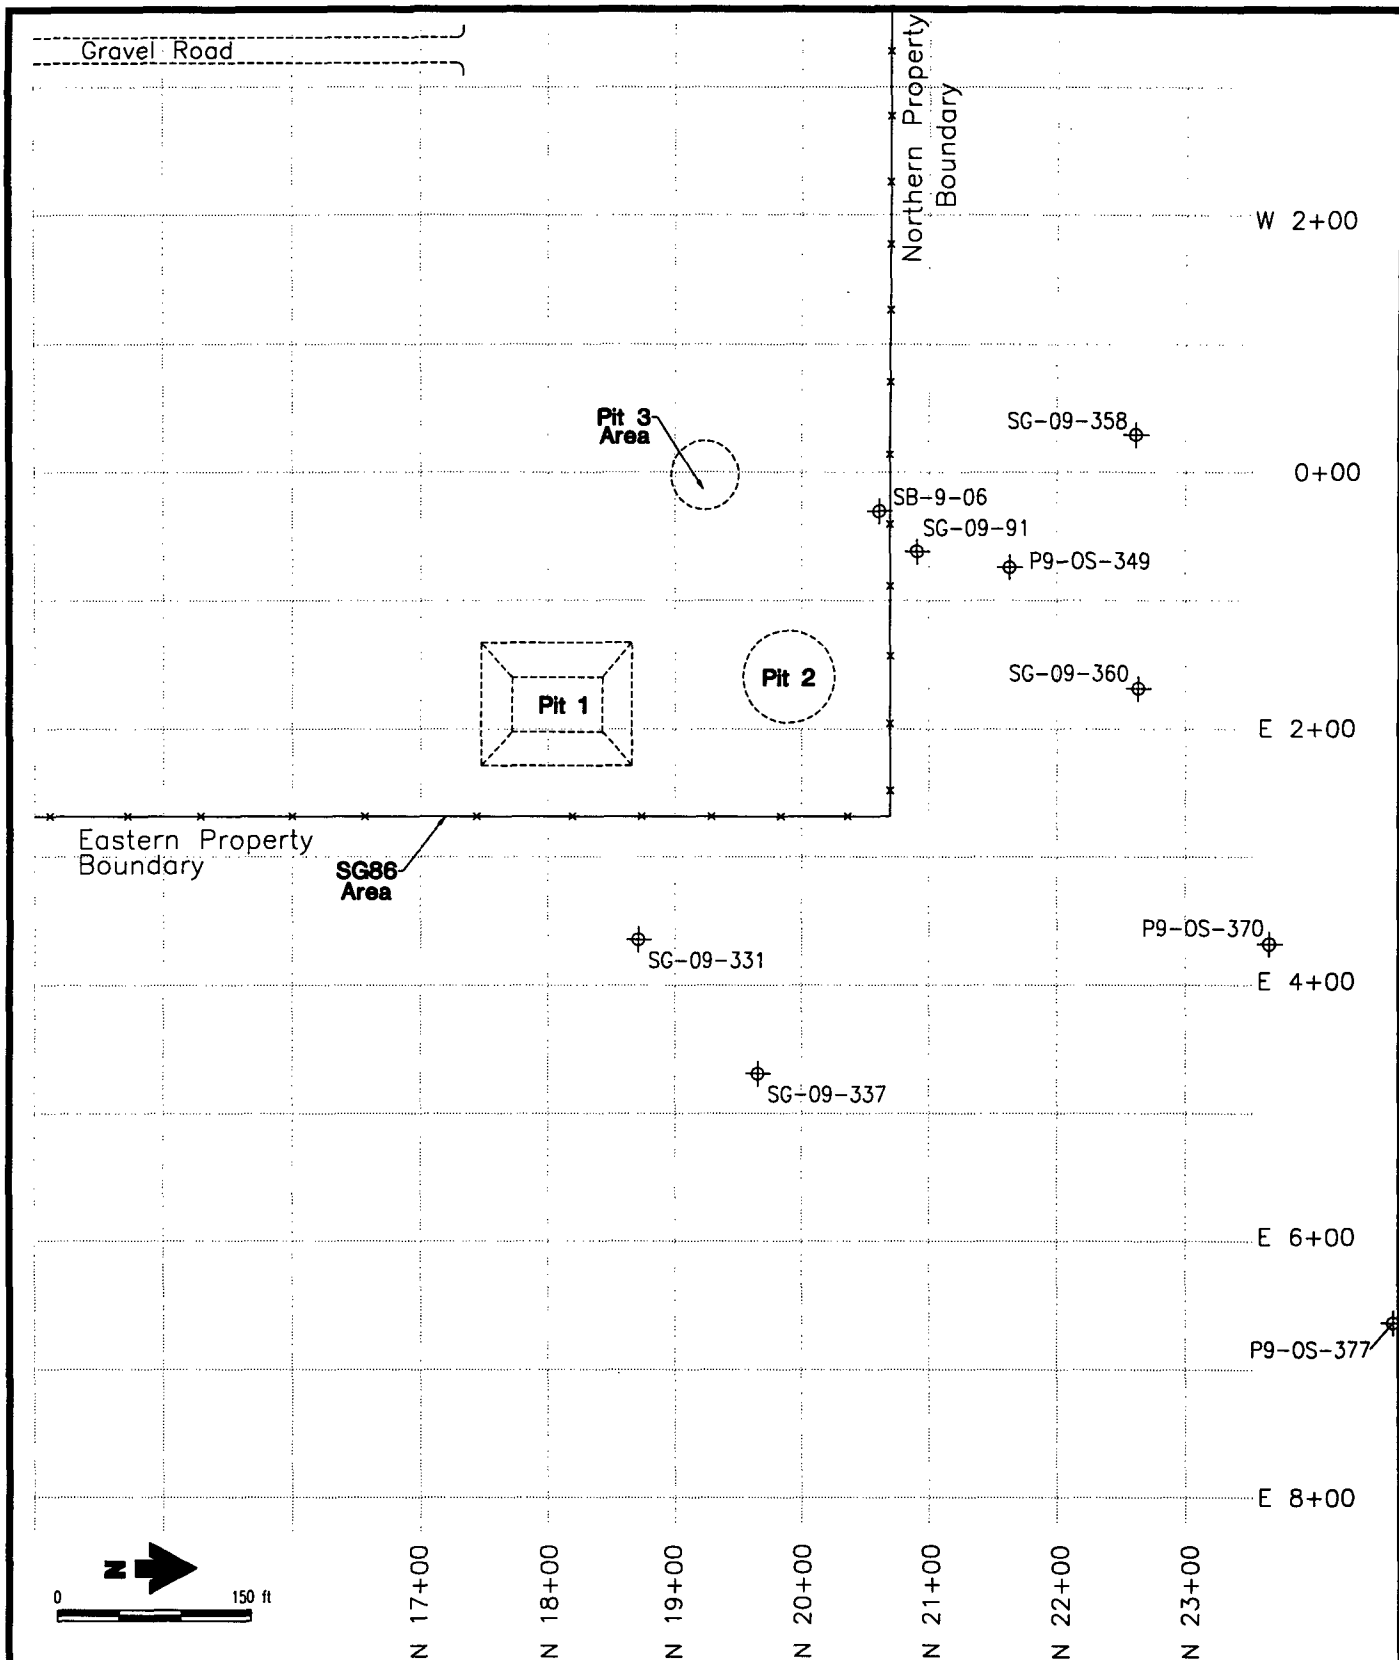 Gravel Road
Northern Property
Boundary
W 2+00
Pit 3
Area
SG-09-358
0+00
SB-9-06
SG-09-91
P9-OS-349
SG-09-360
Pit 2
Pit 1
E 2+00
Eastern Property
Boundary
SG86
Area
P9-OS-370
SG-09-331
E 4+00
SG-09-337
E 6+00
P9-OS-377
E 8+00
N
0 150 ft
N 17+00
N 18+00
N 19+00
N 20+00
N 21+00
N 22+00
N 23+00